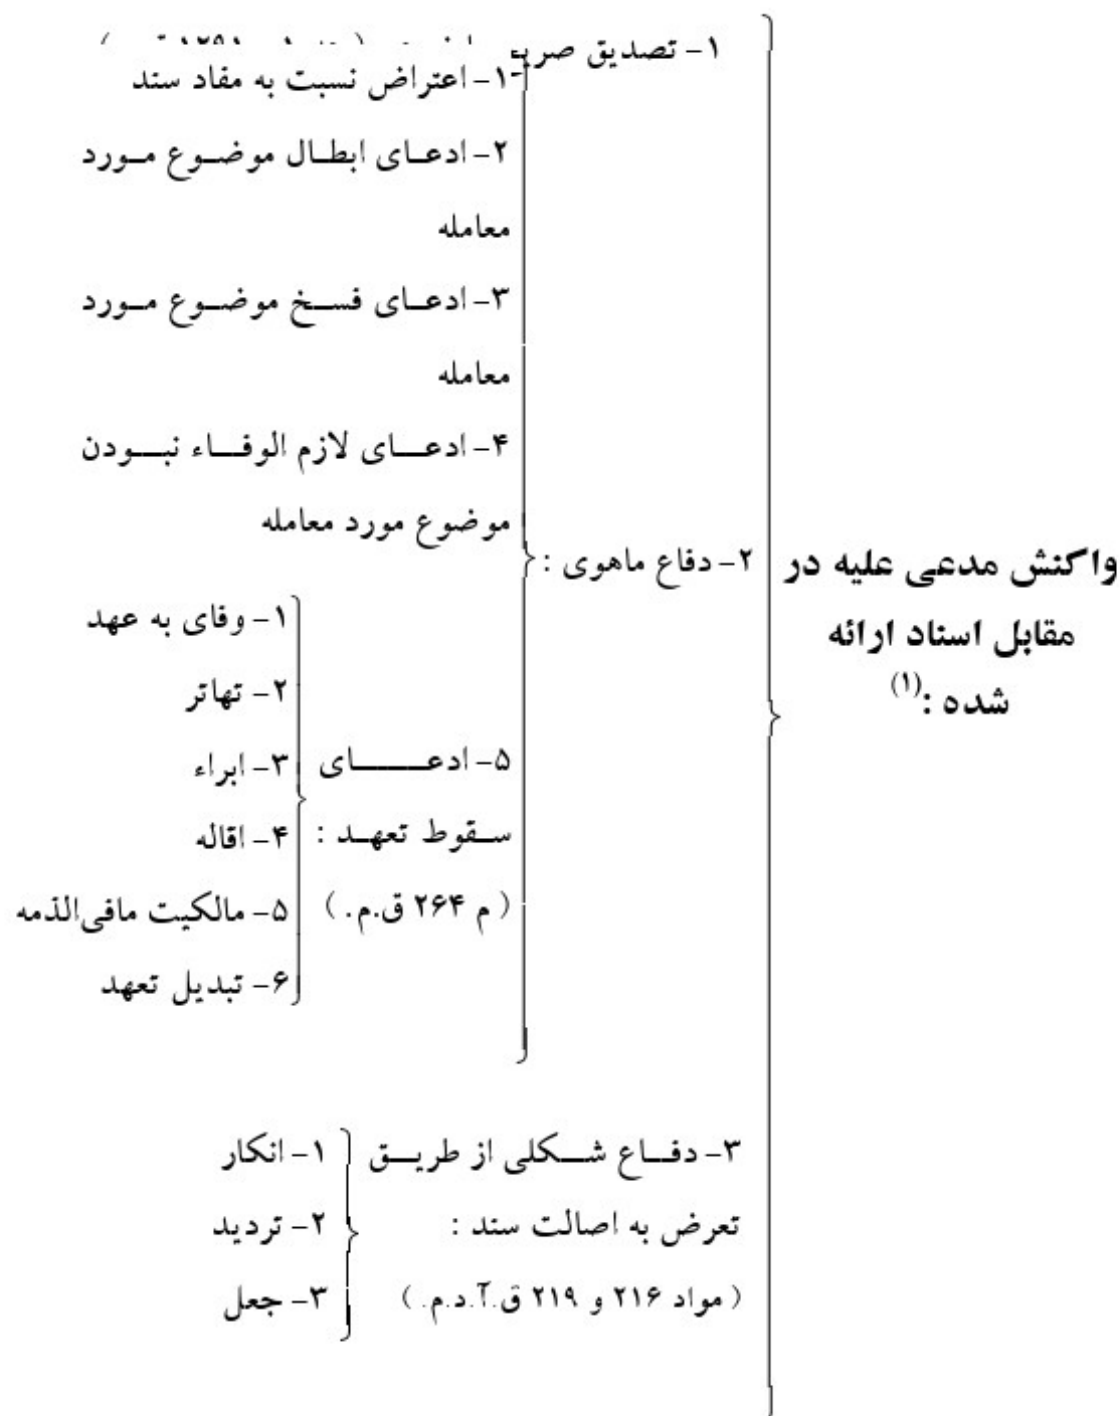 واکنش مدعی علیه در
مقابل اسناد ارائه
شده :(۱)
۱- تصدیق
۲- دفاع ماهوی :
۱- اعتراض نسبت به مفاد سند
۲- ادعای ابطال موضوع مورد
معامله
۳- ادعای فسخ موضوع مورد
معامله
۴- ادعای لازم الوفاء نبودن
موضوع مورد معامله
۵- ادعای
سقوط تعهد :
( م ۲۶۴ ق.م. )
۱- وفای به عهد
۲- تهاتر
۳- ابراء
۴- اقاله
۵- مالکیت مافی‌الذمه
۶- تبدیل تعهد
۳- دفاع شکلی از طریق
تعرض به اصالت سند :
( مواد ۲۱۶ و ۲۱۹ ق.آ.د.م. )
۱- انکار
۲- تردید
۳- جعل